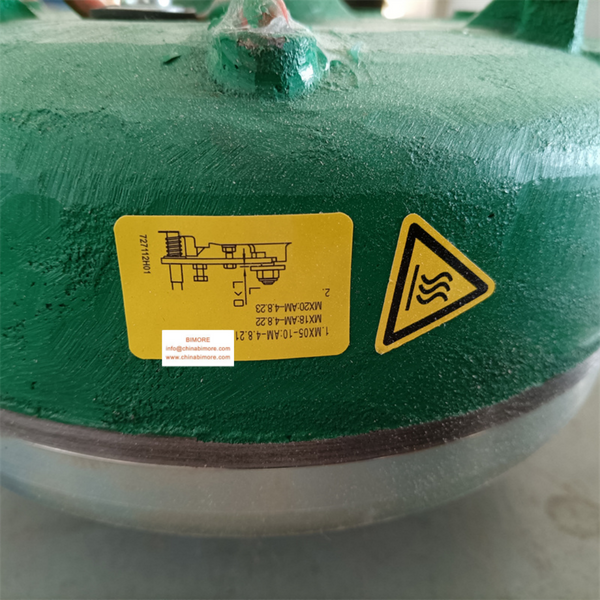 1.MX05-10:AM-4.8.21
MX18:AM-4.8.22
MX20:AM-4.8.23
2.
727112H01
BIMORE
info@chinabimore.com
www.chinabimore.com